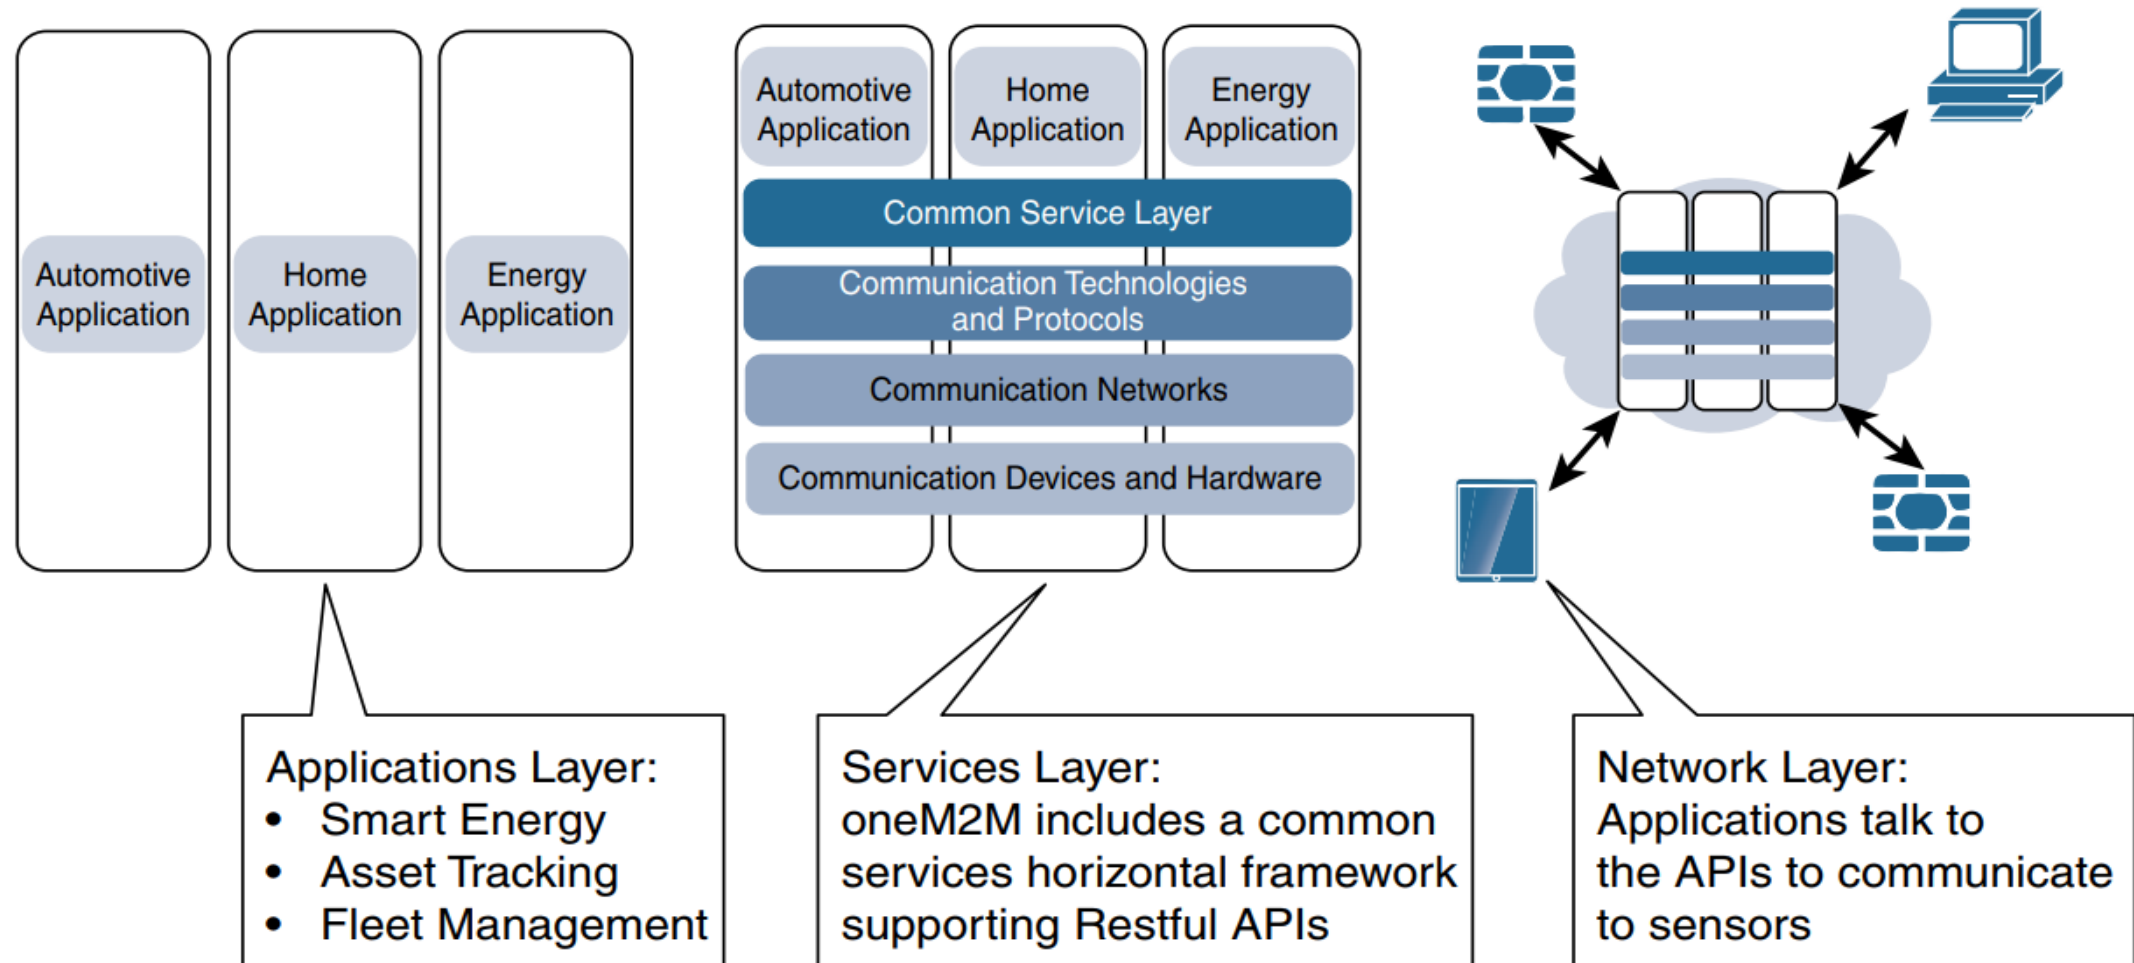 Automotive
Application
Home
Application
Energy
Application
Automotive
Application
Home
Application
Energy
Application
Common Service Layer
Communication Technologies
and Protocols
Communication Networks
Communication Devices and Hardware
Applications Layer:
• Smart Energy
• Asset Tracking
• Fleet Management
Services Layer:
oneM2M includes a common
services horizontal framework
supporting Restful APIs
Network Layer:
Applications talk to
the APIs to communicate
to sensors